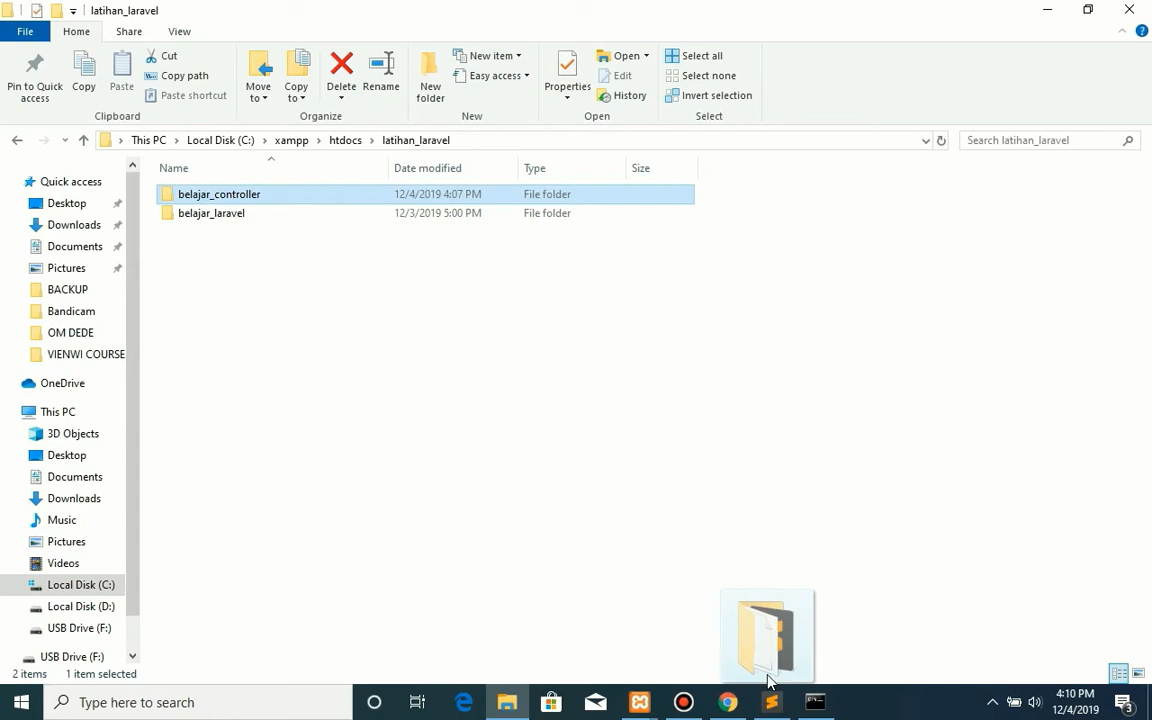 latihan_laravel
File Home Share View
Pin to Quick access
Copy
Paste
Cut
Copy path
Paste shortcut
Clipboard
Move to
Copy to
Delete
Rename
Organize
New folder
New item
Easy access
New
Properties
Open
Edit
History
Open
Select all
Select none
Invert selection
Select
This PC > Local Disk (C:) > xampp > htdocs > latihan_laravel
Search latihan_laravel
Name Date modified Type Size
belajar_controller 12/4/2019 4:07 PM File folder
belajar_laravel 12/3/2019 5:00 PM File folder
Quick access
Desktop
Downloads
Documents
Pictures
BACKUP
Bandicam
OM DEDE
VIENWI COURSE
OneDrive
This PC
3D Objects
Desktop
Documents
Downloads
Music
Pictures
Videos
Local Disk (C:)
Local Disk (D:)
USB Drive (F:)
USB Drive (F:)
2 items 1 item selected
Type here to search
4:10 PM
12/4/2019
3